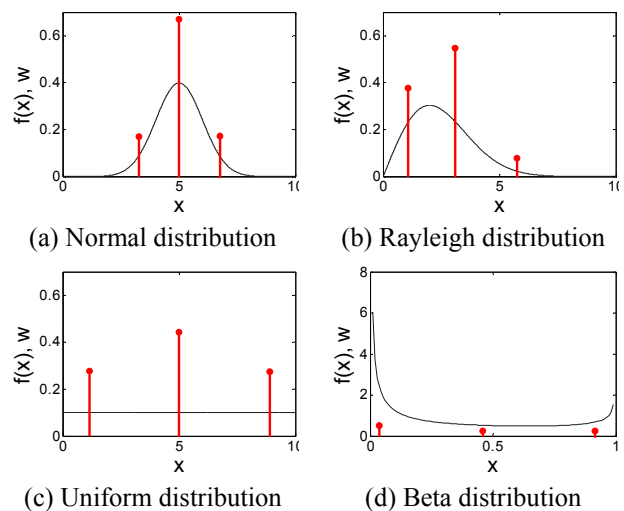 0.6
0.4
0.2
0
f(x), w
0
5
10
x
(a) Normal distribution
0.6
0.4
0.2
0
f(x), w
0
5
10
x
(b) Rayleigh distribution
0.6
0.4
0.2
0
f(x), w
0
5
10
x
(c) Uniform distribution
8
6
4
2
0
f(x), w
0
0.5
1
x
(d) Beta distribution